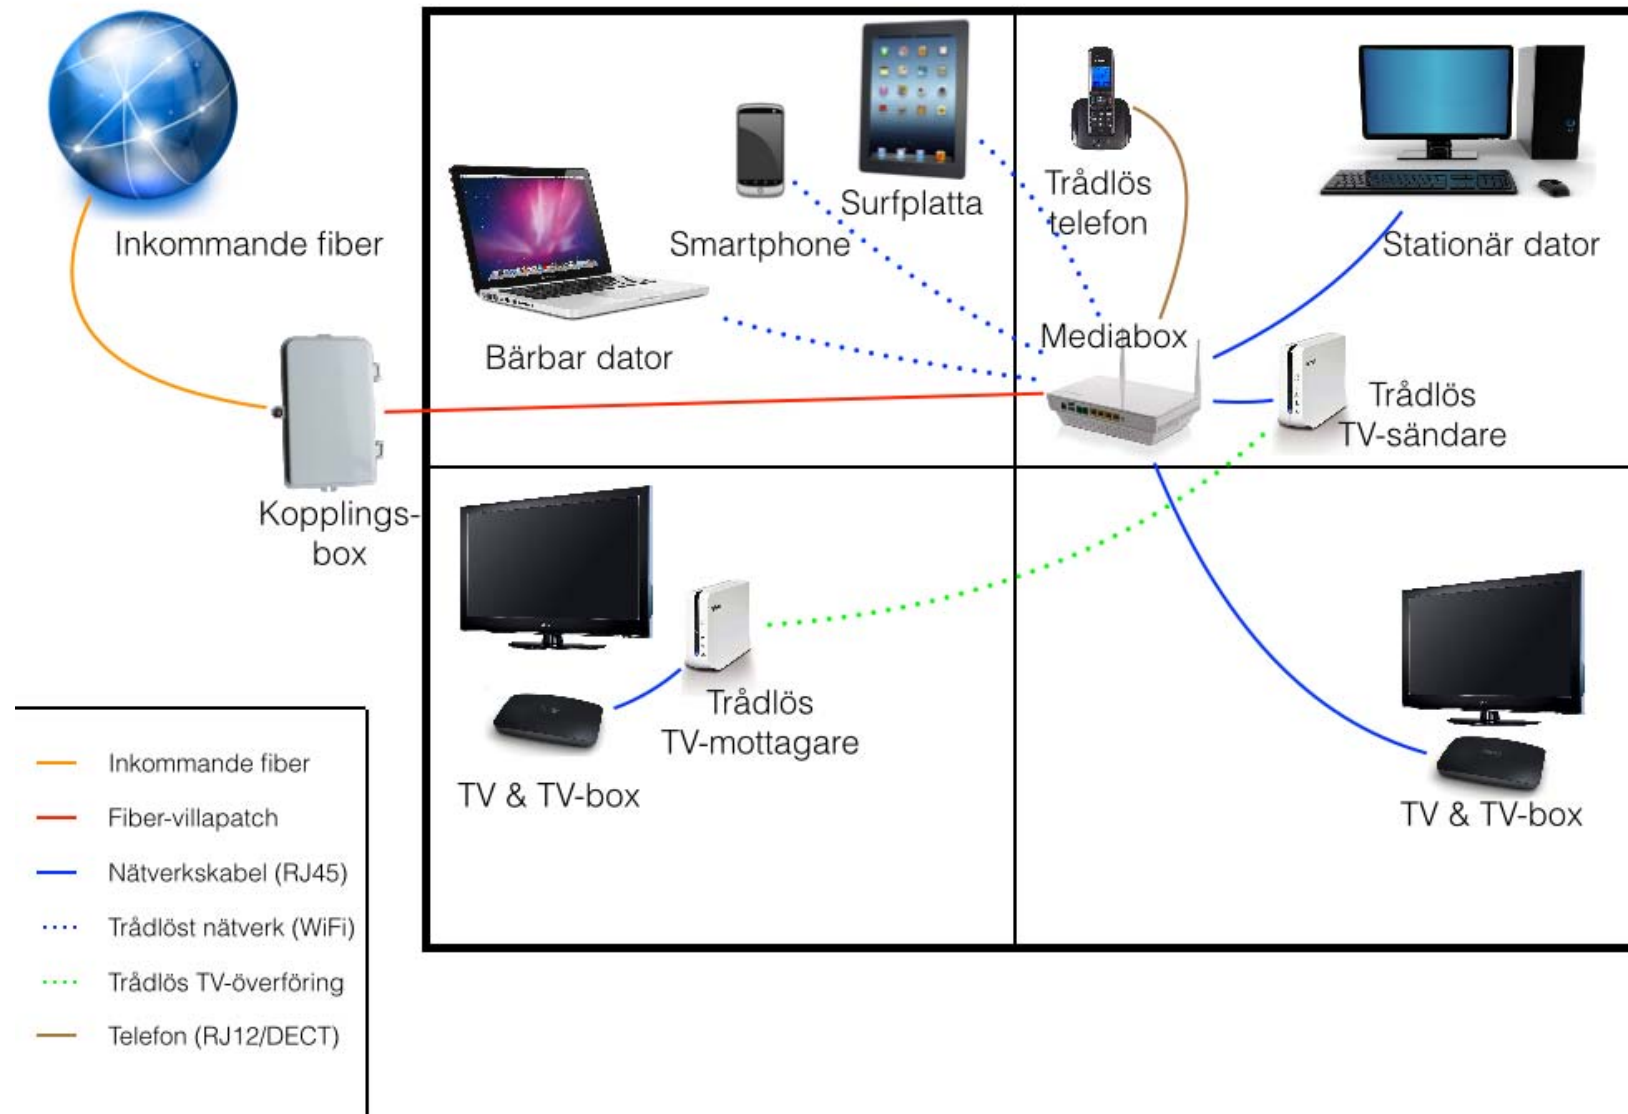 Inkommande fiber
Kopplings-
box
Bärbar dator
Smartphone
Surfplatta
Trådlös
telefon
Stationär dator
Mediabox
Trådlös
TV-sändare
Trådlös
TV-mottagare
TV & TV-box
TV & TV-box
Inkommande fiber
Fiber-villapatch
Nätverkskabel (RJ45)
Trådlöst nätverk (WiFi)
Trådlös TV-överföring
Telefon (RJ12/DECT)